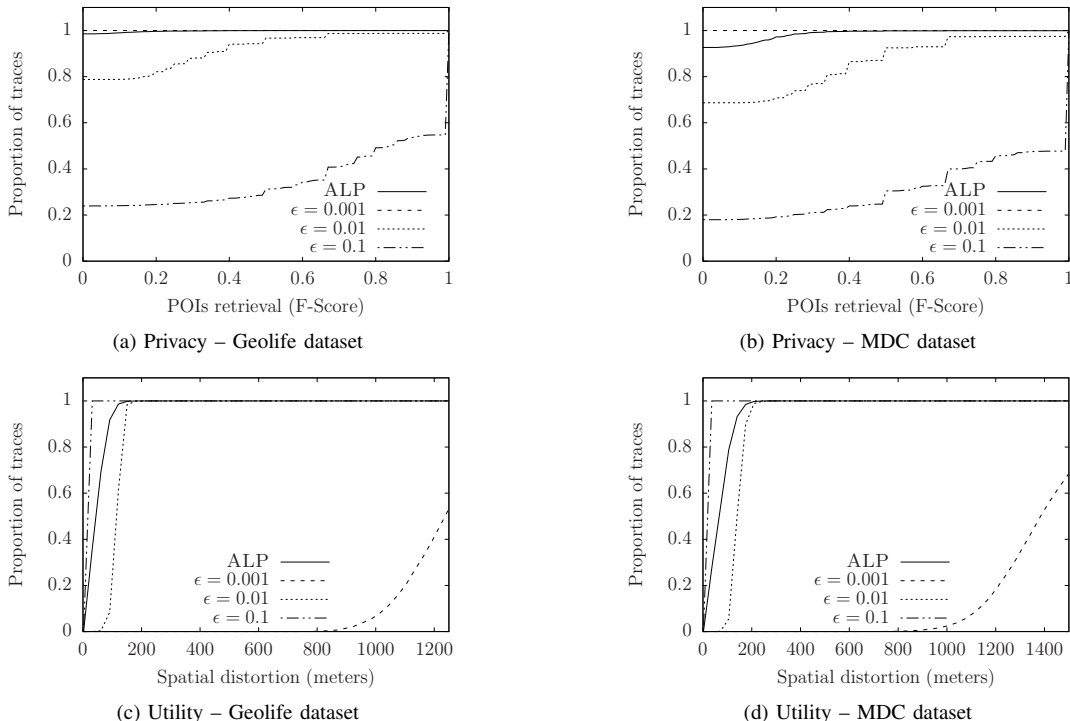 Proportion of traces
1
0.8
0.6
0.4
0.2
0
ALP
ϵ = 0.001
ϵ = 0.01
ϵ = 0.1
0 0.2 0.4 0.6 0.8 1
POIs retrieval (F-Score)
(a) Privacy – Geolife dataset
Proportion of traces
1
0.8
0.6
0.4
0.2
0
ALP
ϵ = 0.001
ϵ = 0.01
ϵ = 0.1
0 0.2 0.4 0.6 0.8 1
POIs retrieval (F-Score)
(b) Privacy – MDC dataset
Proportion of traces
1
0.8
0.6
0.4
0.2
0
ALP
ϵ = 0.001
ϵ = 0.01
ϵ = 0.1
0 200 400 600 800 1000 1200
Spatial distortion (meters)
(c) Utility – Geolife dataset
Proportion of traces
1
0.8
0.6
0.4
0.2
0
ALP
ϵ = 0.001
ϵ = 0.01
ϵ = 0.1
0 200 400 600 800 1000 1200 1400
Spatial distortion (meters)
(d) Utility – MDC dataset